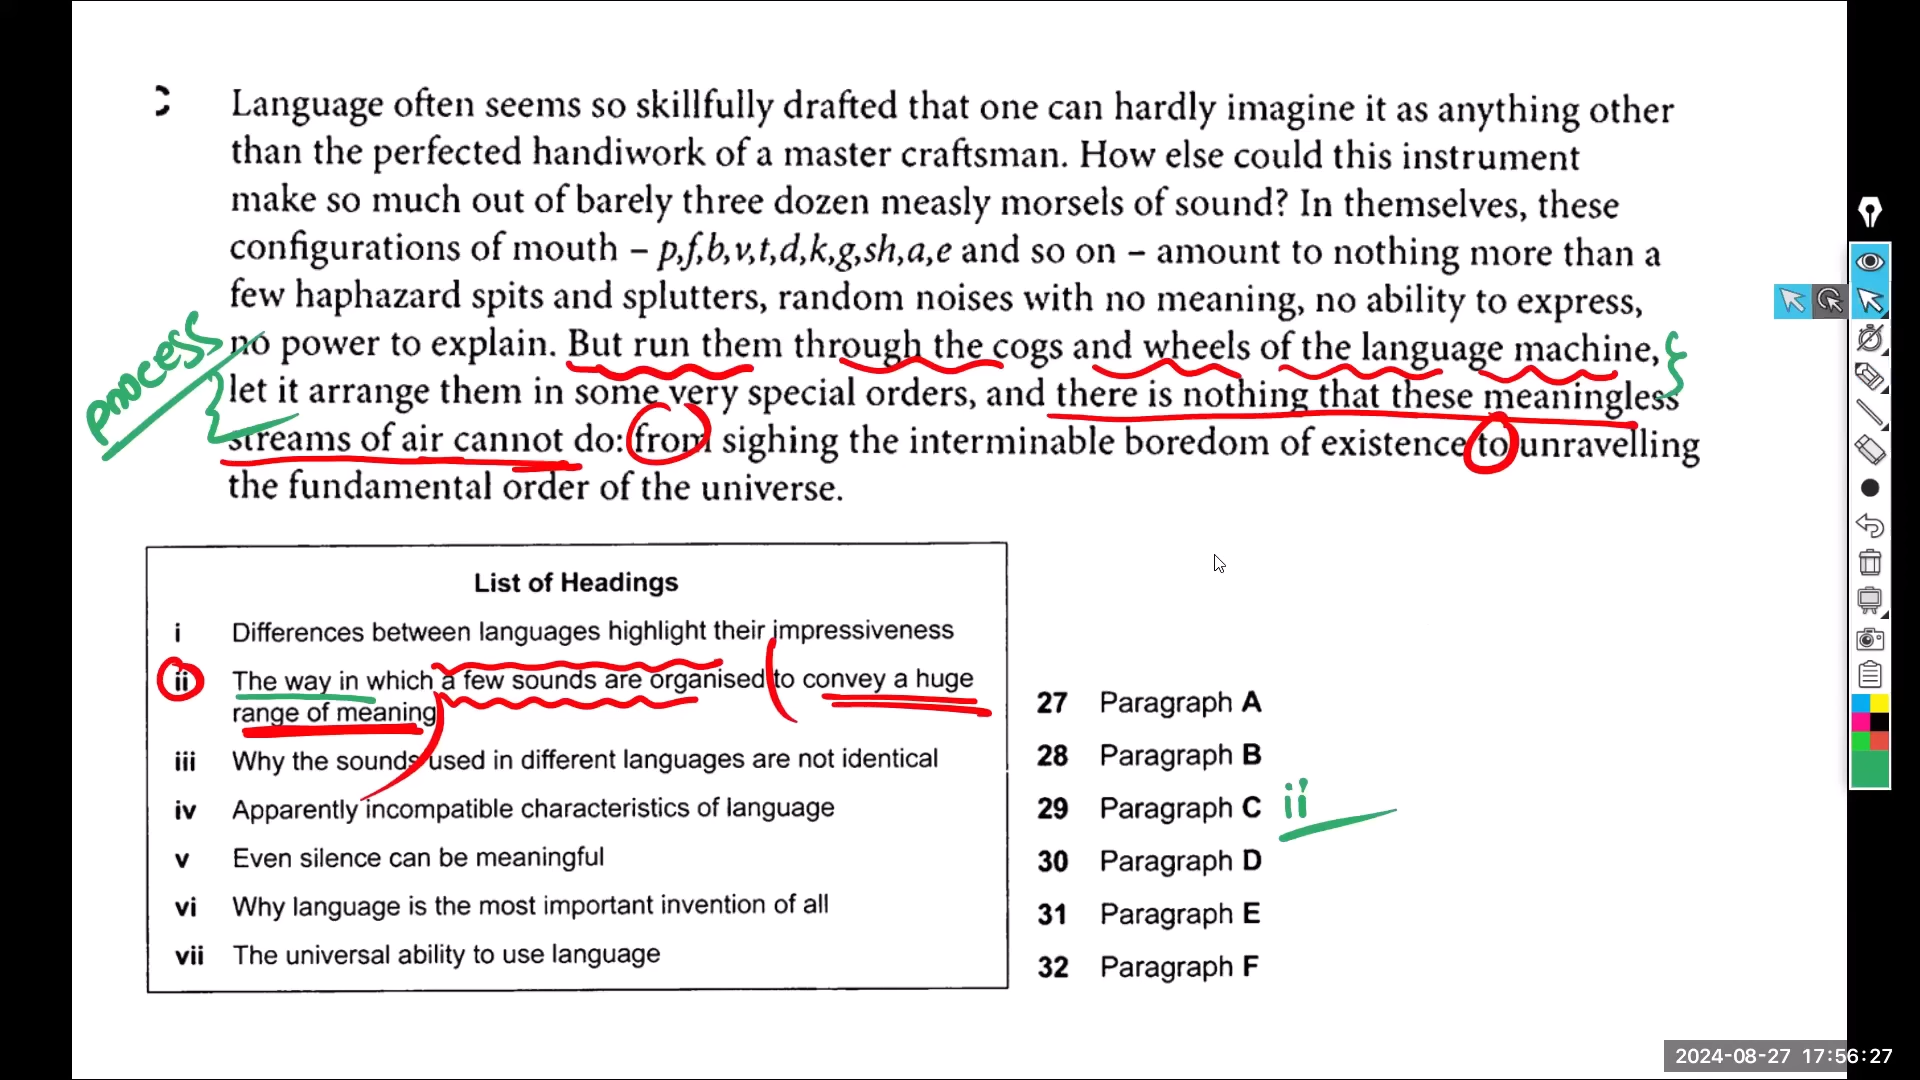 C Language often seems so skillfully drafted that one can hardly imagine it as anything other
than the perfected handiwork of a master craftsman. How else could this instrument
make so much out of barely three dozen measly morsels of sound? In themselves, these
configurations of mouth – p,f,b,v,t,d,k,g,sh,a,e and so on – amount to nothing more than a
few haphazard spits and splutters, random noises with no meaning, no ability to express,
no power to explain. But run them through the cogs and wheels of the language machine,
let it arrange them in some very special orders, and there is nothing that these meaningless
streams of air cannot do: from sighing the interminable boredom of existence to unravelling
the fundamental order of the universe.
process
List of Headings
i Differences between languages highlight their impressiveness
ii The way in which a few sounds are organised to convey a huge
range of meaning
iii Why the sounds used in different languages are not identical
iv Apparently incompatible characteristics of language
v Even silence can be meaningful
vi Why language is the most important invention of all
vii The universal ability to use language
27 Paragraph A
28 Paragraph B
29 Paragraph C ii
30 Paragraph D
31 Paragraph E
32 Paragraph F
2024-08-27 17:56:27